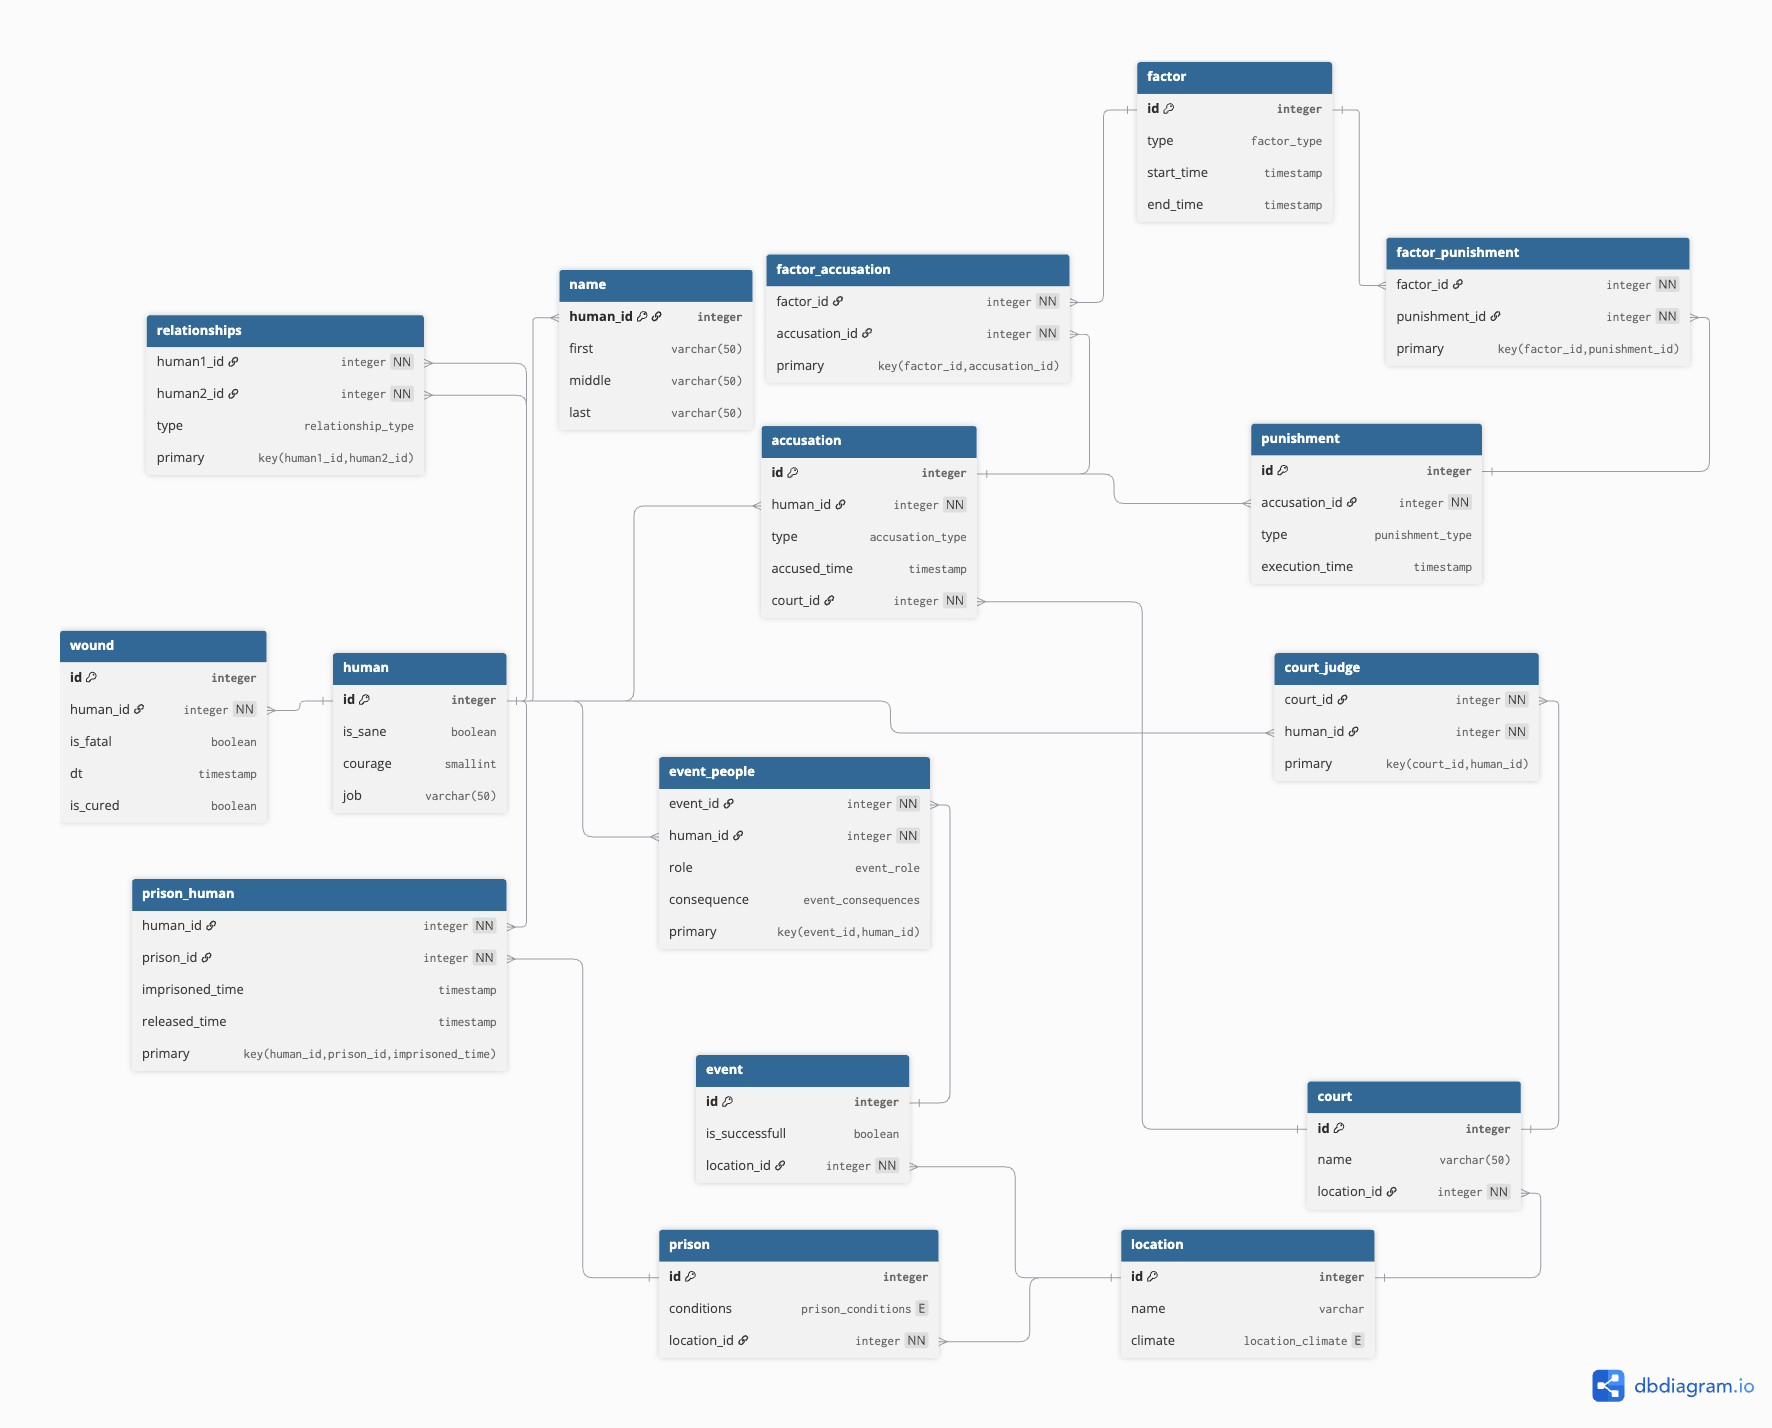 factor
id integer
type factor_type
start_time timestamp
end_time timestamp
factor_punishment
factor_id integer NN
punishment_id integer NN
primary key(factor_id,punishment_id)
factor_accusation
factor_id integer NN
accusation_id integer NN
primary key(factor_id,accusation_id)
name
human_id integer
first varchar(50)
middle varchar(50)
last varchar(50)
relationships
human1_id integer NN
human2_id integer NN
type relationship_type
primary key(human1_id,human2_id)
accusation
id integer
human_id integer NN
type accusation_type
accused_time timestamp
court_id integer NN
punishment
id integer
accusation_id integer NN
type punishment_type
execution_time timestamp
wound
id integer
human_id integer NN
is_fatal boolean
dt timestamp
is_cured boolean
human
id integer
is_sane boolean
courage smallint
job varchar(50)
court_judge
court_id integer NN
human_id integer NN
primary key(court_id,human_id)
event_people
event_id integer NN
human_id integer NN
role event_role
consequence event_consequences
primary key(event_id,human_id)
prison_human
human_id integer NN
prison_id integer NN
imprisoned_time timestamp
released_time timestamp
primary key(human_id,prison_id,imprisoned_time)
event
id integer
is_successfull boolean
location_id integer NN
court
id integer
name varchar(50)
location_id integer NN
prison
id integer
conditions prison_conditions E
location_id integer NN
location
id integer
name varchar
climate location_climate E
dbdiagram.io